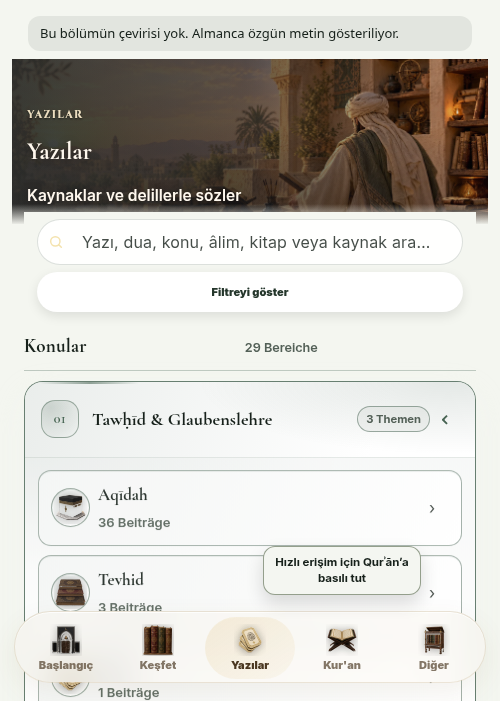 Bu bölümün çevirisi yok. Almanca özgün metin gösteriliyor.
YAZILAR
Yazılar
Kaynaklar ve delillerle sözler
Yazı, dua, konu, âlim, kitap veya kaynak ara...
Filtreyi göster
Konular
29 Bereiche
01
Tawḥīd & Glaubenslehre
3 Themen
Aqīdah
36 Beiträge
Tevhid
3 Beiträge
Hızlı erişim için Qurʾān’a
basılı tut
1 Beiträge
Başlangıç
Keşfet
Yazılar
Kur'an
Diğer